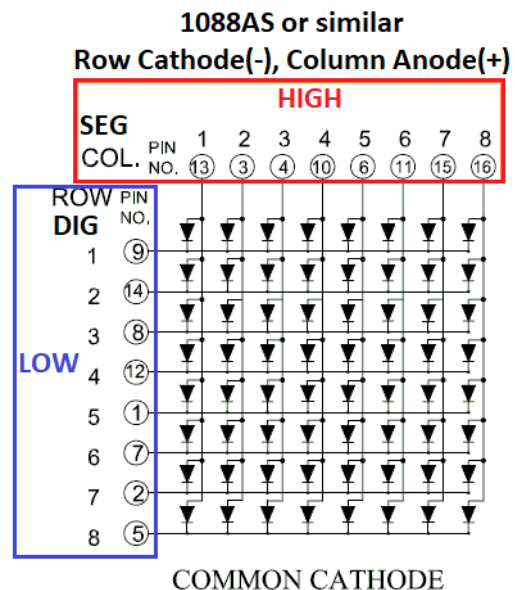 1088AS or similar
Row Cathode(-), Column Anode(+)
HIGH
SEG
COL. PIN NO. 1 2 3 4 5 6 7 8
13 3 4 10 6 11 15 16
ROW PIN NO.
DIG
1 9
2 14
3 8
LOW
4 12
5 1
6 7
7 2
8 5
COMMON CATHODE